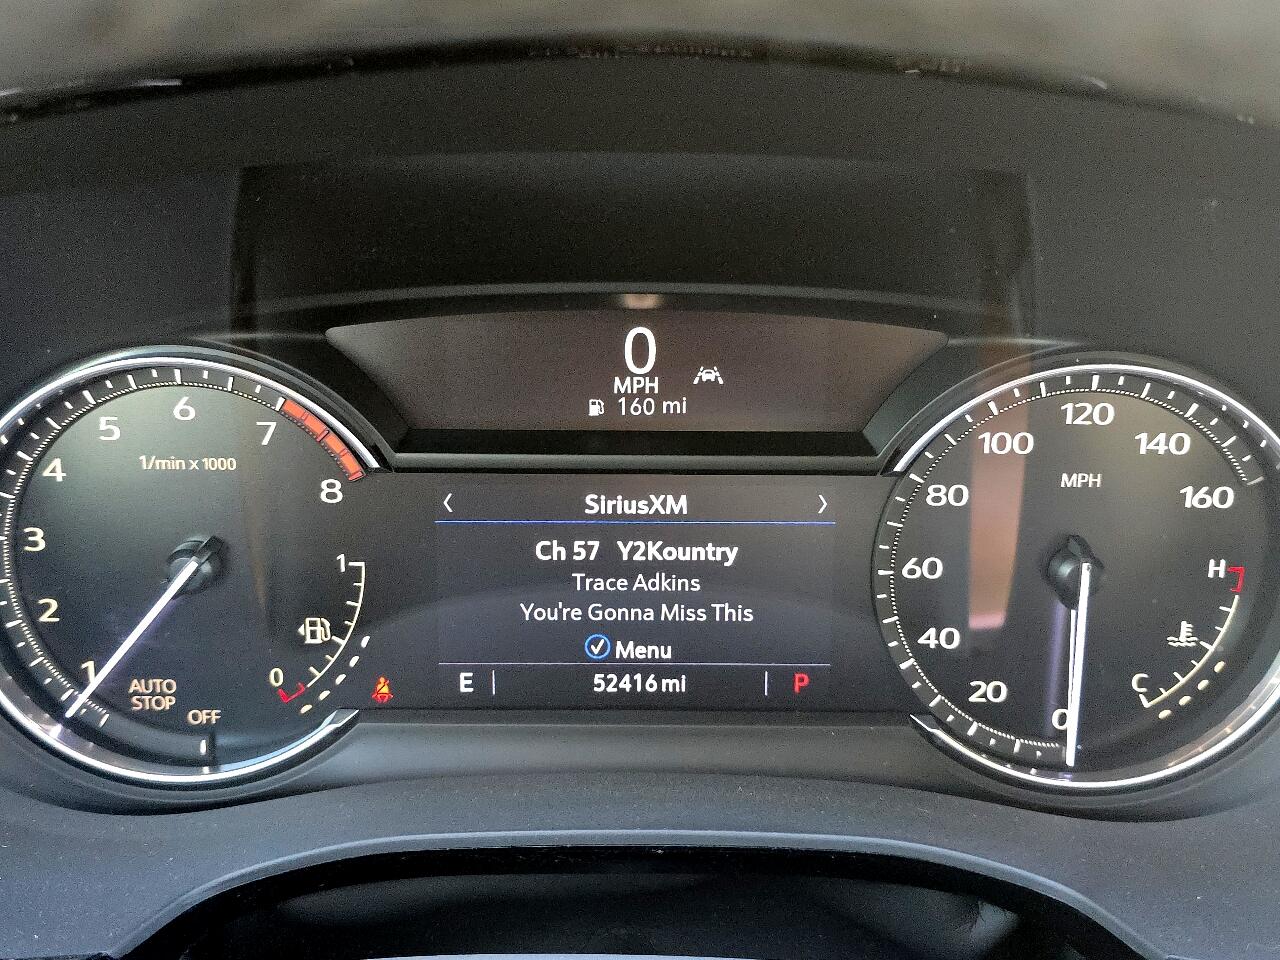 0
MPH
160 mi
1
2
3
4
5
6
7
8
1/min x 1000
AUTO
STOP
OFF
1
0
< SiriusXM >
Ch 57 Y2Kountry
Trace Adkins
You're Gonna Miss This
Menu
E 52416 mi P
0
20
40
60
80
100
120
140
160
MPH
H
C